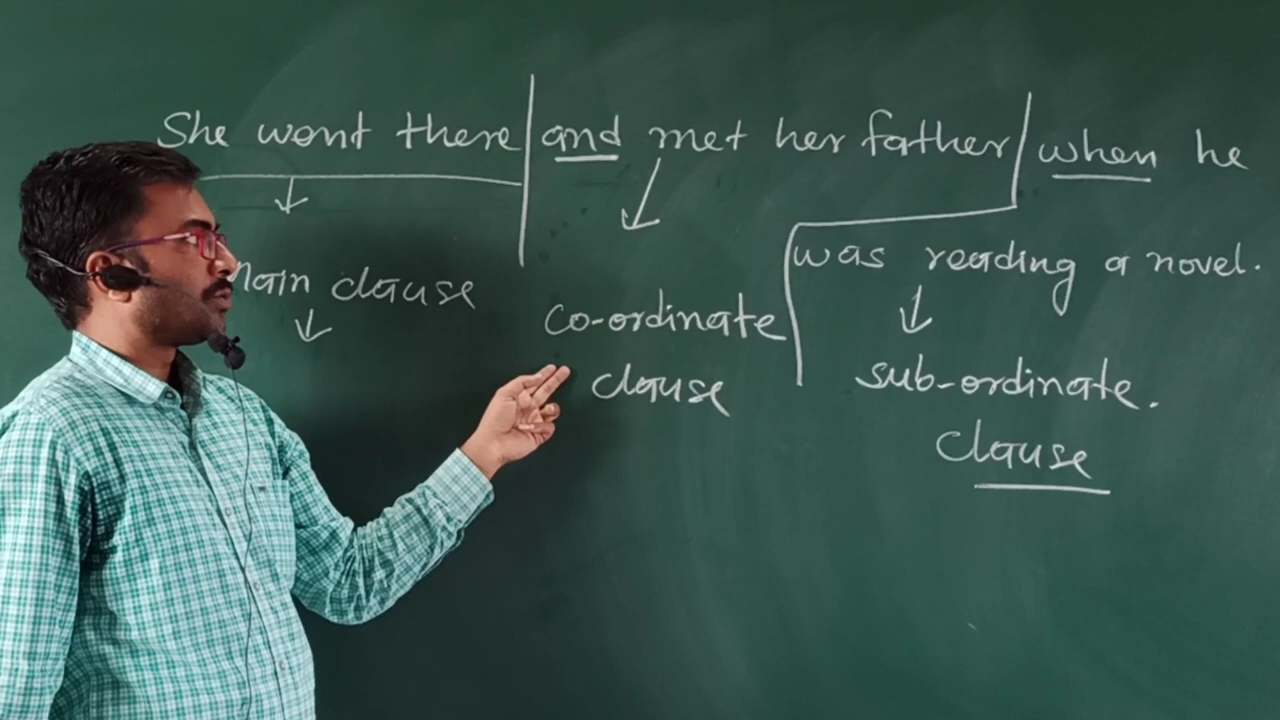 She went there and met her father when he
was reading a novel.
Main clause
co-ordinate
clause
sub-ordinate.
clause